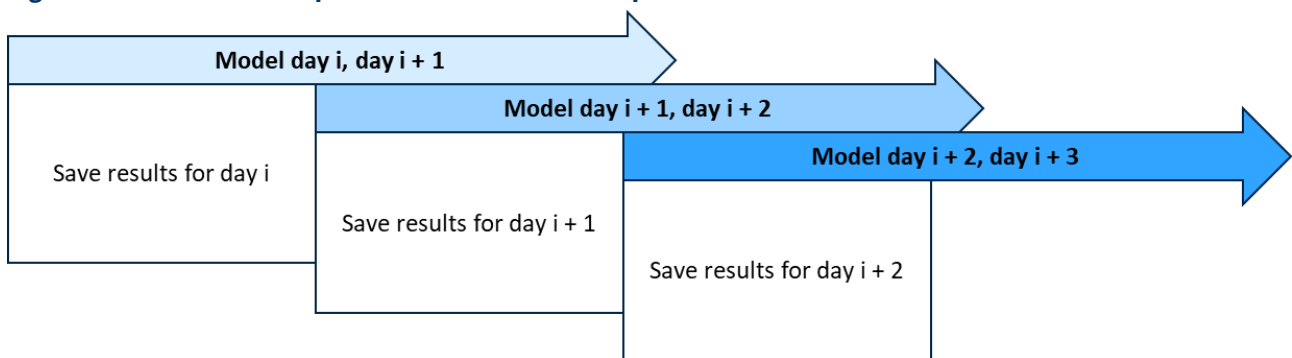 Model day i, day i + 1
Model day i + 1, day i + 2
Model day i + 2, day i + 3
Save results for day i
Save results for day i + 1
Save results for day i + 2